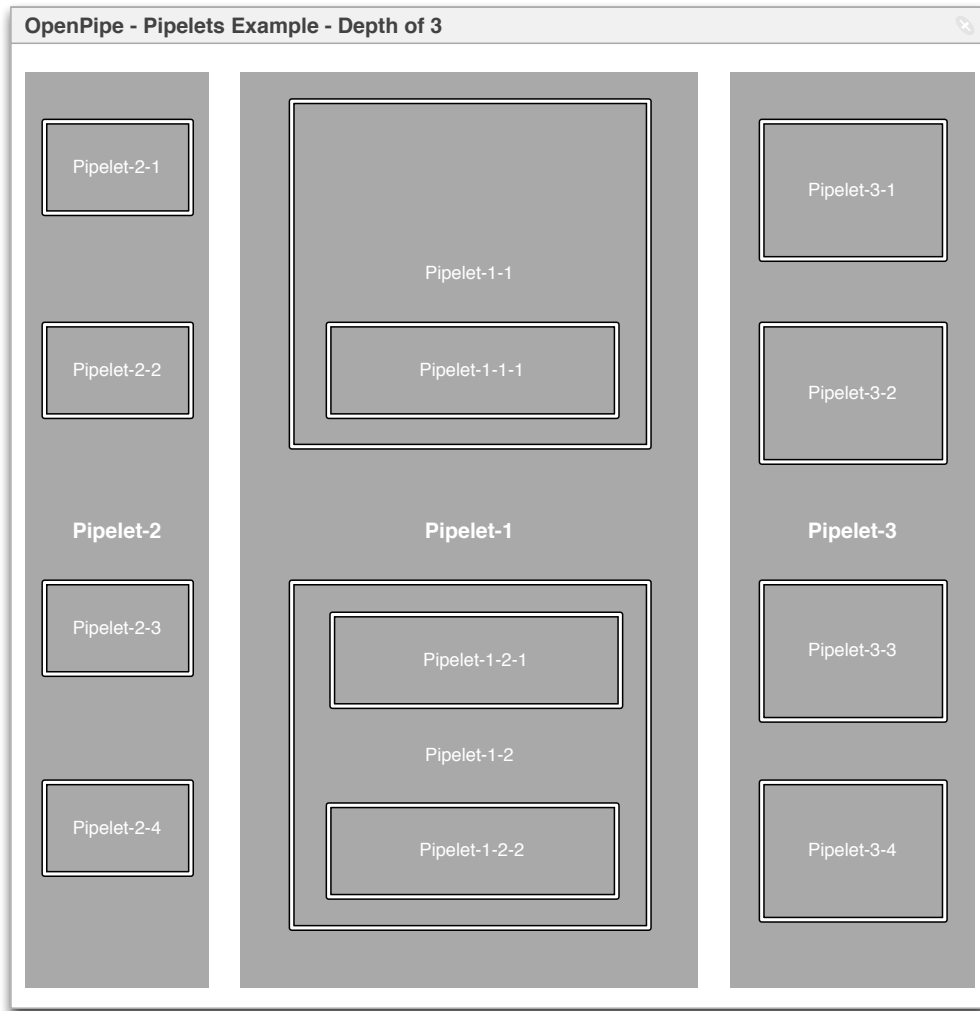 OpenPipe - Pipelets Example - Depth of 3
Pipelet-2-1
Pipelet-2-2
Pipelet-2
Pipelet-2-3
Pipelet-2-4
Pipelet-1-1
Pipelet-1-1-1
Pipelet-1
Pipelet-1-2-1
Pipelet-1-2
Pipelet-1-2-2
Pipelet-3-1
Pipelet-3-2
Pipelet-3
Pipelet-3-3
Pipelet-3-4